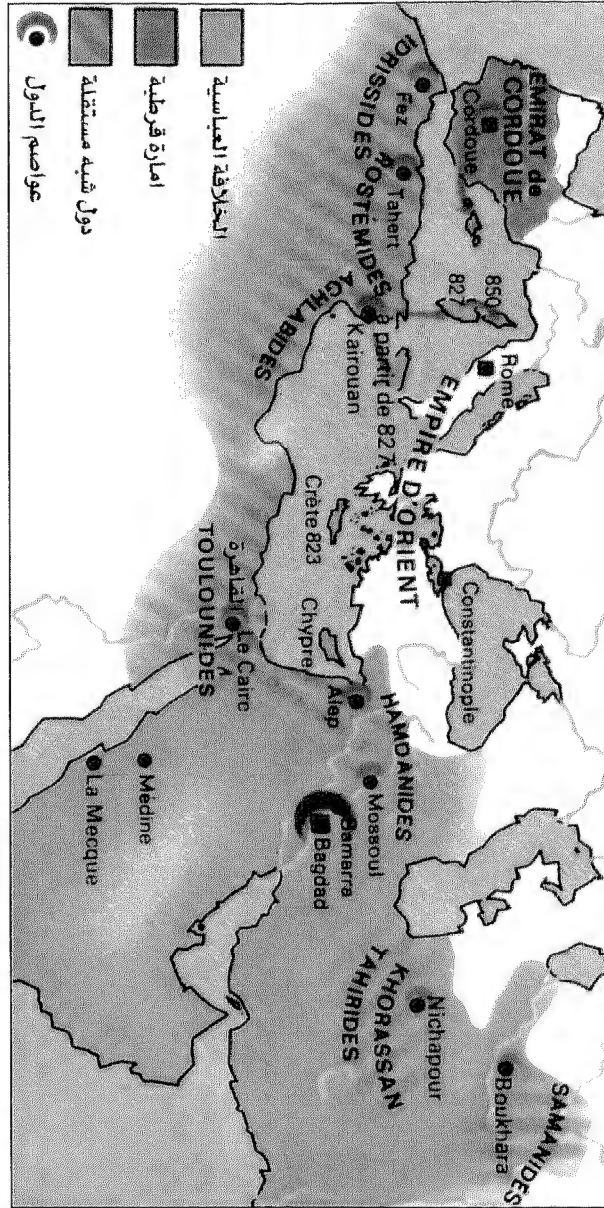 EMIRAT de
CORDOUE
Cordoue
IDRISSIDES
Fez
Tahert
OSTÉMIDES
AGHLABIDES
Kairouan
à partir de 827
827
850
Rome
EMPIRE D'ORIENT
Constantinople
Crète 823
Chypre
Alep
HAMDANIDES
Mossoul
Samarra
Bagdad
القاهرة
Le Caire
TOULOUNIDES
Médine
La Mecque
KHORASSAN
TAHIRIDES
Nichapour
Boukhara
SAMANIDES
الخلافة العباسية
امارة قرطبة
دول شبه مستقلة
عواصم الدول